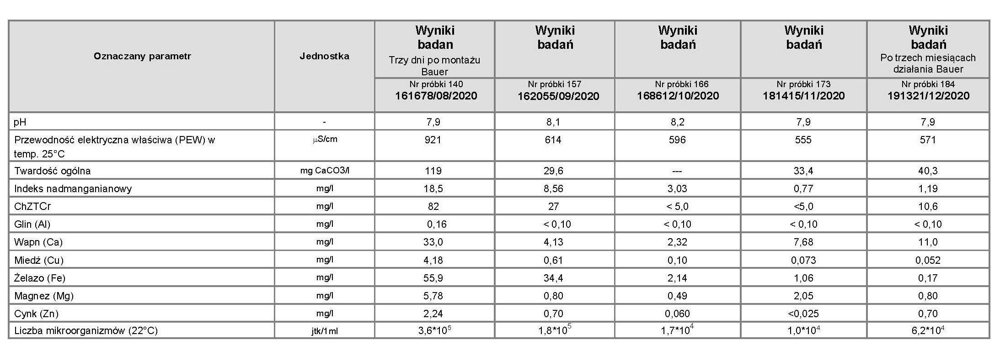 Oznaczany parametr Jednostka Wyniki badan Trzy dni po montażu Bauer Wyniki badań Wyniki badań Wyniki badań Wyniki badań Po trzech miesiącach działania Bauer
Nr próbki 140 Nr próbki 157 Nr próbki 166 Nr próbki 173 Nr próbki 184
161678/08/2020 162055/09/2020 168612/10/2020 181415/11/2020 191321/12/2020
pH - 7,9 8,1 8,2 7,9 7,9
Przewodność elektryczna właściwa (PEW) w μS/cm 921 614 596 555 571
temp. 25°C
Twardość ogólna mg CaCO3/l 119 29,6 --- 33,4 40,3
Indeks nadmanganianowy mg/l 18,5 8,56 3,03 0,77 1,19
ChZTCr mg/l 82 27 < 5,0 <5,0 10,6
Glin (Al) mg/l 0,16 < 0,10 < 0,10 < 0,10 < 0,10
Wapn (Ca) mg/l 33,0 4,13 2,32 7,68 11,0
Miedź (Cu) mg/l 4,18 0,61 0,10 0,073 0,052
Żelazo (Fe) mg/l 55,9 34,4 2,14 1,06 0,17
Magnez (Mg) mg/l 5,78 0,80 0,49 2,05 0,80
Cynk (Zn) mg/l 2,24 0,70 0,060 <0,025 0,70
Liczba mikroorganizmów (22°C) jtk/1ml 3,6*10⁵ 1,8*10⁵ 1,7*10⁴ 1,0*10⁴ 6,2*10⁴